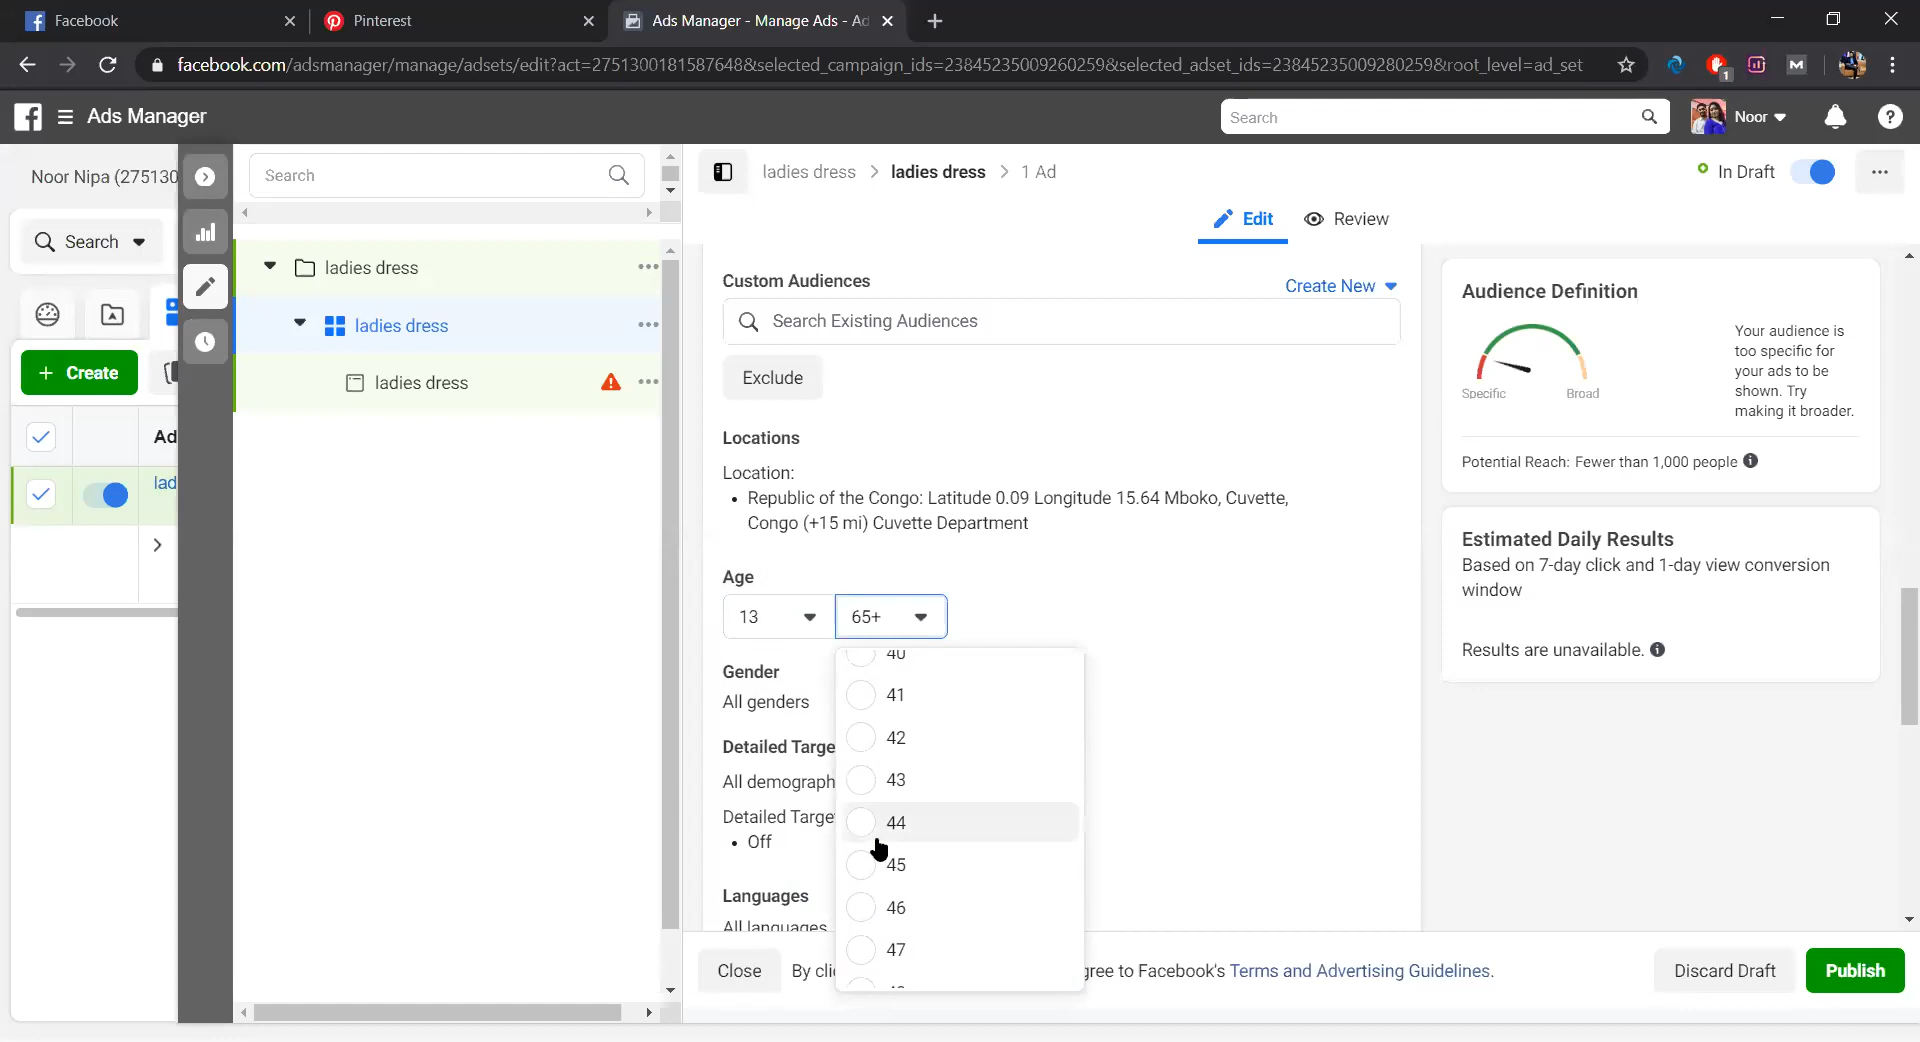 Facebook
Pinterest
Ads Manager - Manage Ads - Ad
facebook.com/adsmanager/manage/adsets/edit?act=2751300181587648&selected_campaign_ids=23845235009260259&selected_adset_ids=23845235009280259&root_level=ad_set
1
M
Ads Manager
Search
Noor
Noor Nipa (275130
Search
ladies dress
ladies dress
1 Ad
In Draft
Search
Edit
Review
ladies dress
ladies dress
ladies dress
Create
Ad
lad
Custom Audiences
Create New
Search Existing Audiences
Exclude
Locations
Location:
• Republic of the Congo: Latitude 0.09 Longitude 15.64 Mboko, Cuvette,
Congo (+15 mi) Cuvette Department
Age
13
65+
40
41
42
43
44
45
46
47
Gender
All genders
Detailed Targe
All demograph
Detailed Targe
• Off
Languages
All languages
Audience Definition
Specific
Broad
Your audience is
too specific for
your ads to be
shown. Try
making it broader.
Potential Reach: Fewer than 1,000 people
Estimated Daily Results
Based on 7-day click and 1-day view conversion
window
Results are unavailable.
Close
By cli
gree to Facebook's Terms and Advertising Guidelines.
Discard Draft
Publish